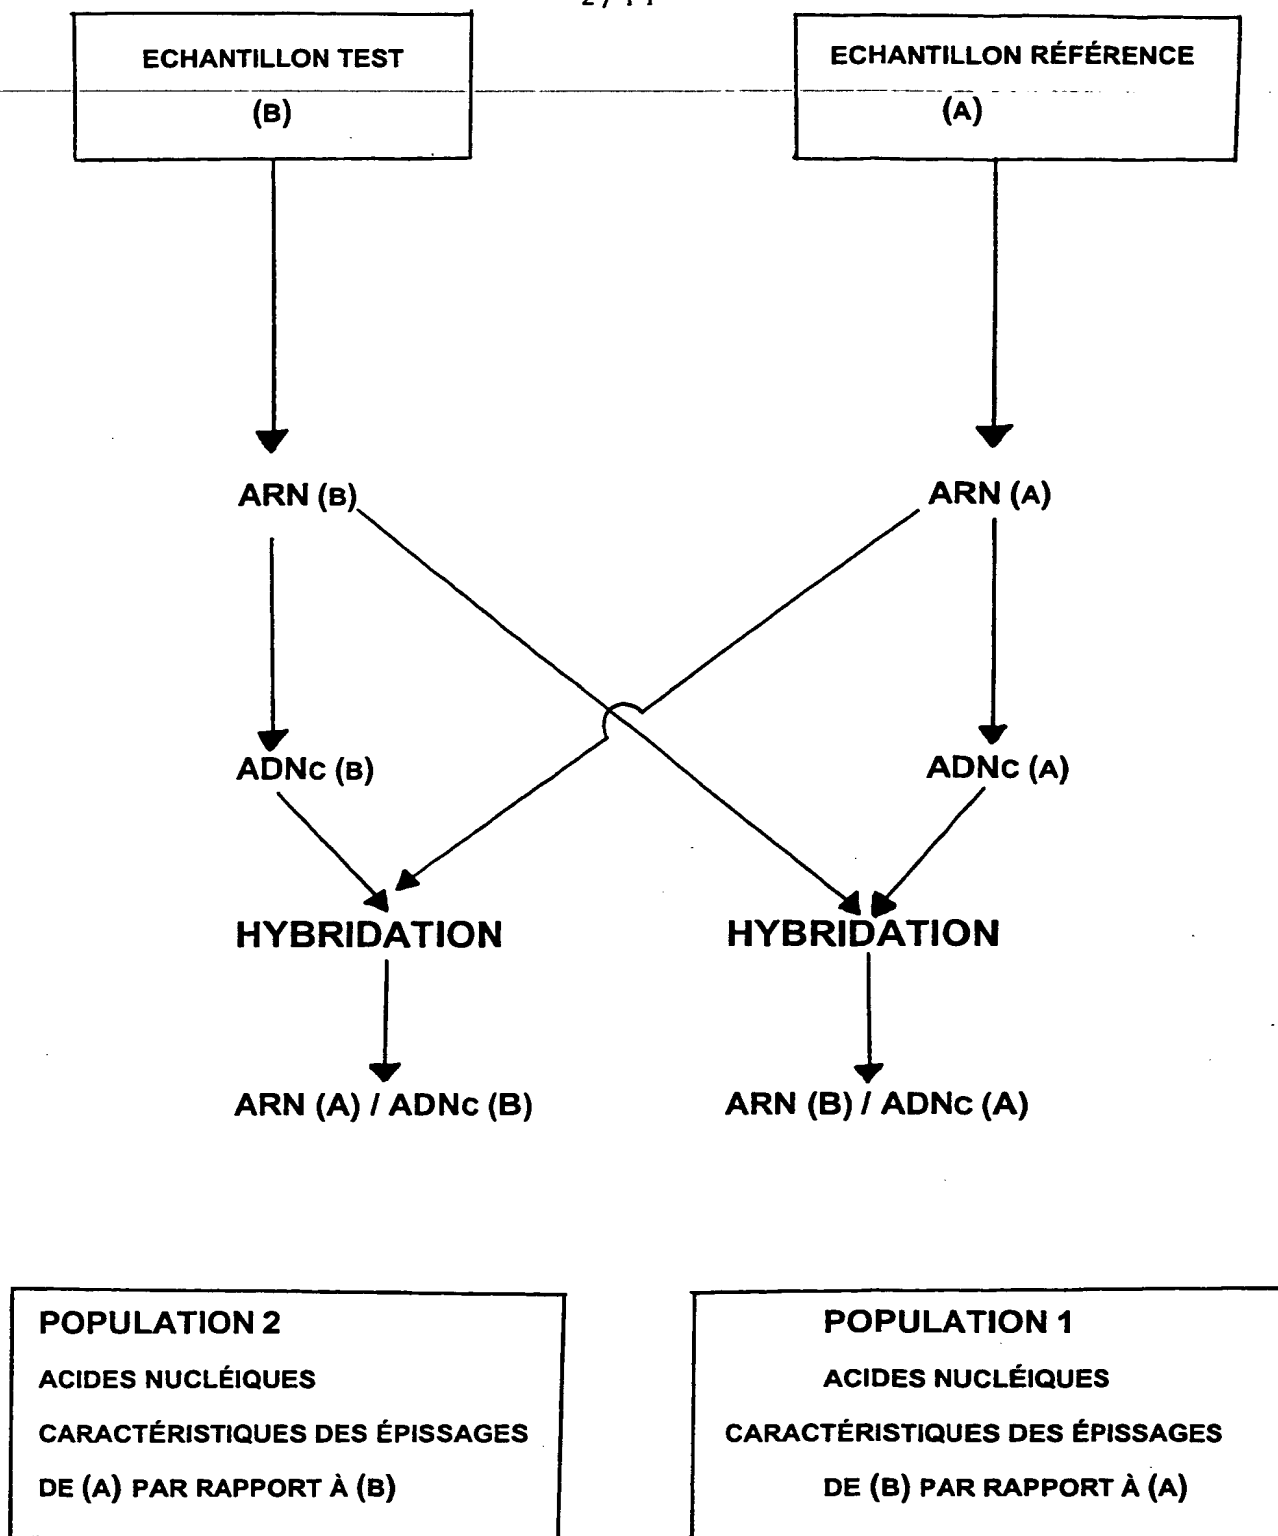 ECHANTILLON TEST
(B)
ECHANTILLON RÉFÉRENCE
(A)
ARN (B)
ARN (A)
ADNc (B)
ADNc (A)
HYBRIDATION
HYBRIDATION
ARN (A) / ADNc (B)
ARN (B) / ADNc (A)
POPULATION 2
ACIDES NUCLÉIQUES
CARACTÉRISTIQUES DES ÉPISSAGES
DE (A) PAR RAPPORT À (B)
POPULATION 1
ACIDES NUCLÉIQUES
CARACTÉRISTIQUES DES ÉPISSAGES
DE (B) PAR RAPPORT À (A)